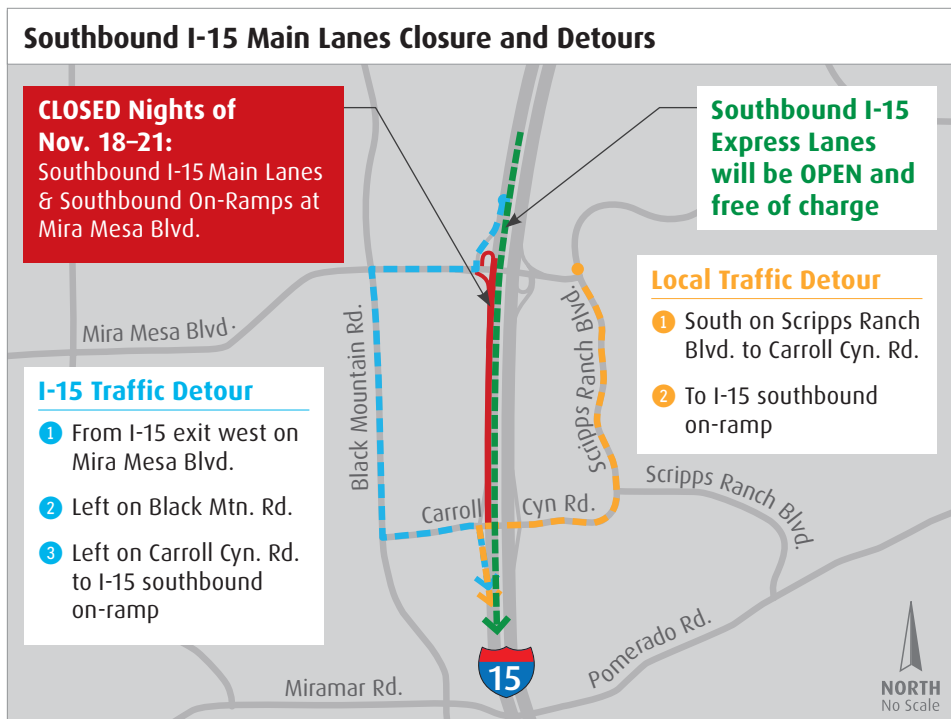 Southbound I-15 Main Lanes Closure and Detours
CLOSED Nights of
Nov. 18–21:
Southbound I-15 Main Lanes
& Southbound On-Ramps at
Mira Mesa Blvd.
Southbound I-15
Express Lanes
will be OPEN and
free of charge
Local Traffic Detour
1 South on Scripps Ranch
Blvd. to Carroll Cyn. Rd.
2 To I-15 southbound
on-ramp
Mira Mesa Blvd.
Black Mountain Rd.
Scripps Ranch Blvd.
I-15 Traffic Detour
1 From I-15 exit west on
Mira Mesa Blvd.
2 Left on Black Mtn. Rd.
3 Left on Carroll Cyn. Rd.
to I-15 southbound
on-ramp
Carroll Cyn Rd.
Scripps Ranch Blvd.
Pomerado Rd.
Miramar Rd.
15
NORTH
No Scale